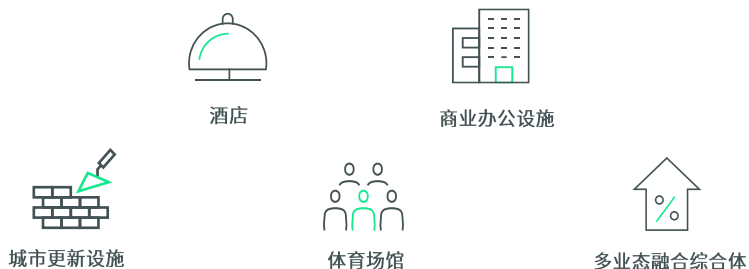 酒店
商业办公设施
城市更新设施
体育场馆
多业态融合综合体